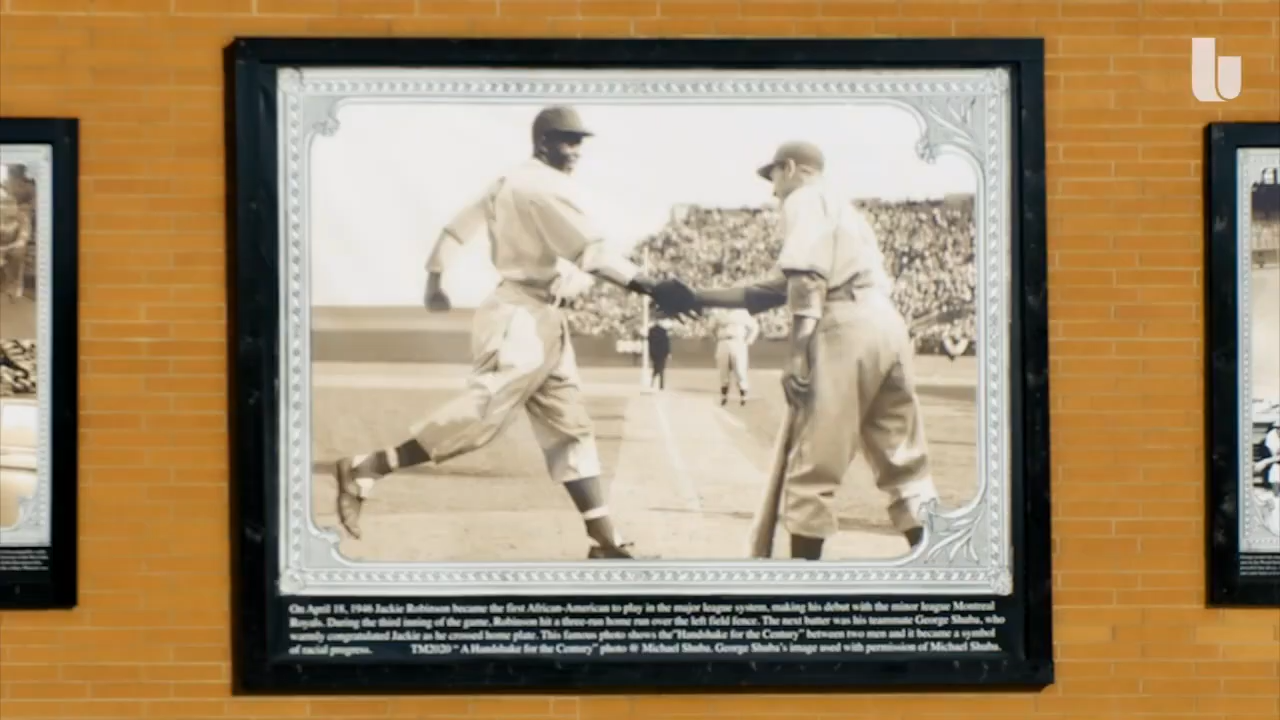 On April 18, 1946 Jackie Robinson became the first African-American to play in the major league system, making his debut with the minor league Montreal
Royals. During the third inning of the game, Robinson hit a three-run home run over the left field fence. The next batter was his teammate George Shuba, who
warmly congratulated Jackie as he crossed home plate. This famous photo shows the "Handshake for the Century" between two men and it became a symbol
of racial progress. TM2020 "A Handshake for the Century" photo © Michael Shuba. George Shuba's image used with permission of Michael Shuba.